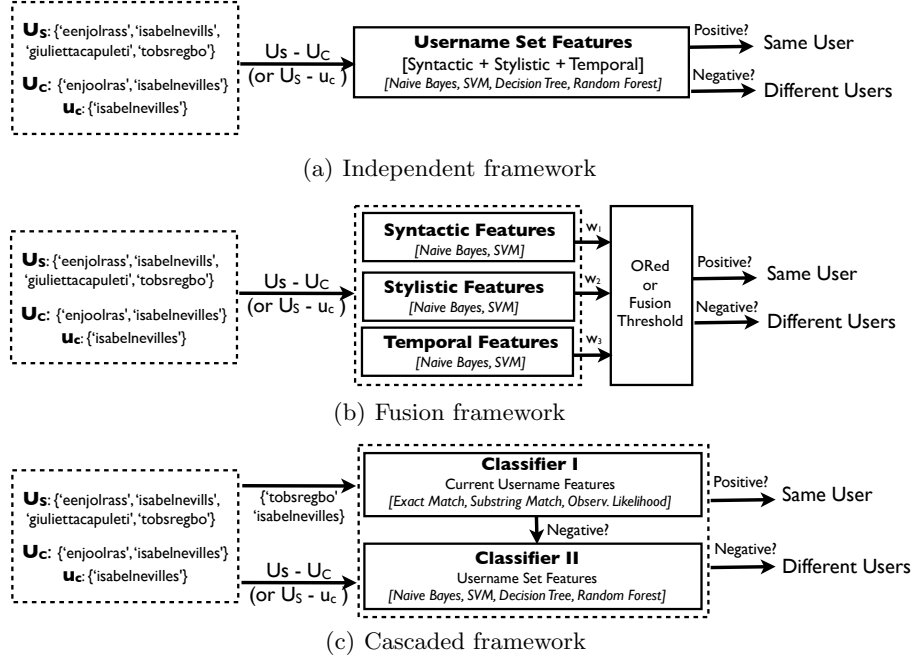 Us: {'eenjolrass', 'isabelnevills',
'giuliettacapuleti', 'tobsregbo'}
Uc: {'enjoolras', 'isabelnevilles'}
uc: {'isabelnevilles'}
Us - Uc
(or Us - uc )
Username Set Features
[Syntactic + Stylistic + Temporal]
[Naive Bayes, SVM, Decision Tree, Random Forest]
Positive?
Same User
Negative?
Different Users
(a) Independent framework
Us: {'eenjolrass', 'isabelnevills',
'giuliettacapuleti', 'tobsregbo'}
Uc: {'enjoolras', 'isabelnevilles'}
uc: {'isabelnevilles'}
Us - Uc
(or Us - uc )
Syntactic Features
[Naive Bayes, SVM]
Stylistic Features
[Naive Bayes, SVM]
Temporal Features
[Naive Bayes, SVM]
w1
w2
w3
ORed
or
Fusion
Threshold
Positive?
Same User
Negative?
Different Users
(b) Fusion framework
Us: {'eenjolrass', 'isabelnevills',
'giuliettacapuleti', 'tobsregbo'}
Uc: {'enjoolras', 'isabelnevilles'}
uc: {'isabelnevilles'}
{'tobsregbo'
'isabelnevilles}
Us - Uc
(or Us - uc )
Classifier I
Current Username Features
[Exact Match, Substring Match, Observ. Likelihood]
Negative?
Classifier II
Username Set Features
[Naive Bayes, SVM, Decision Tree, Random Forest]
Positive?
Same User
Negative?
Different Users
(c) Cascaded framework